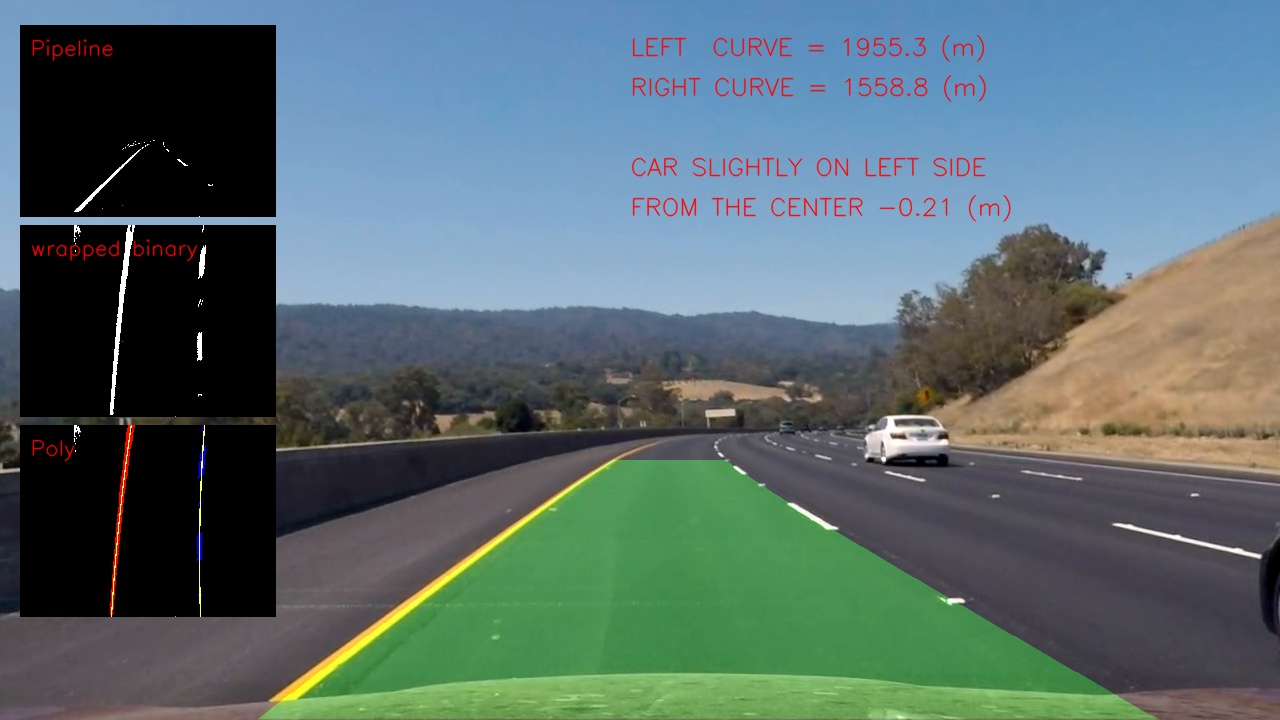 Pipeline
wrapped binary
Poly
LEFT CURVE = 1955.3 (m)
RIGHT CURVE = 1558.8 (m)
CAR SLIGHTLY ON LEFT SIDE
FROM THE CENTER -0.21 (m)